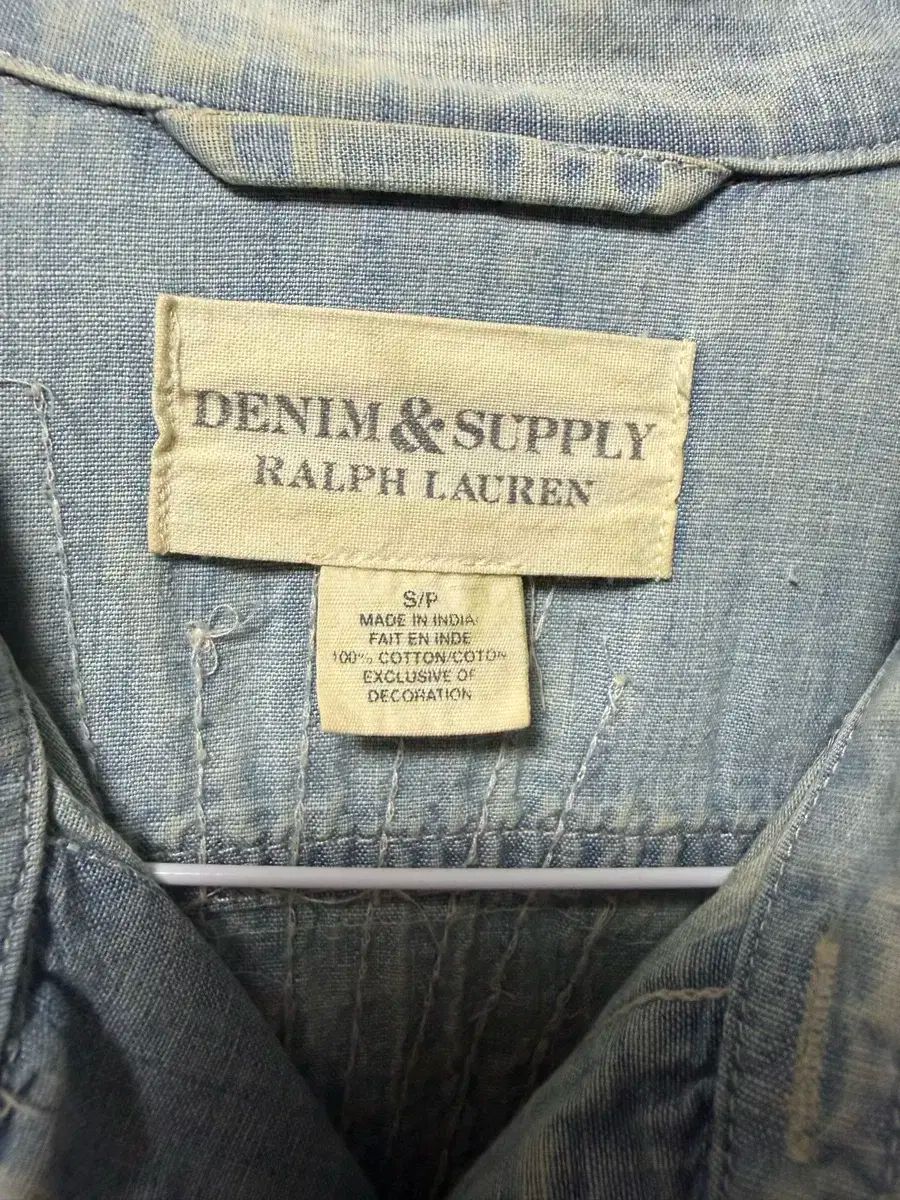 DENIM & SUPPLY
RALPH LAUREN
S/P
MADE IN INDIA
FAIT EN INDE
100% COTTON/COTON
EXCLUSIVE OF
DECORATION